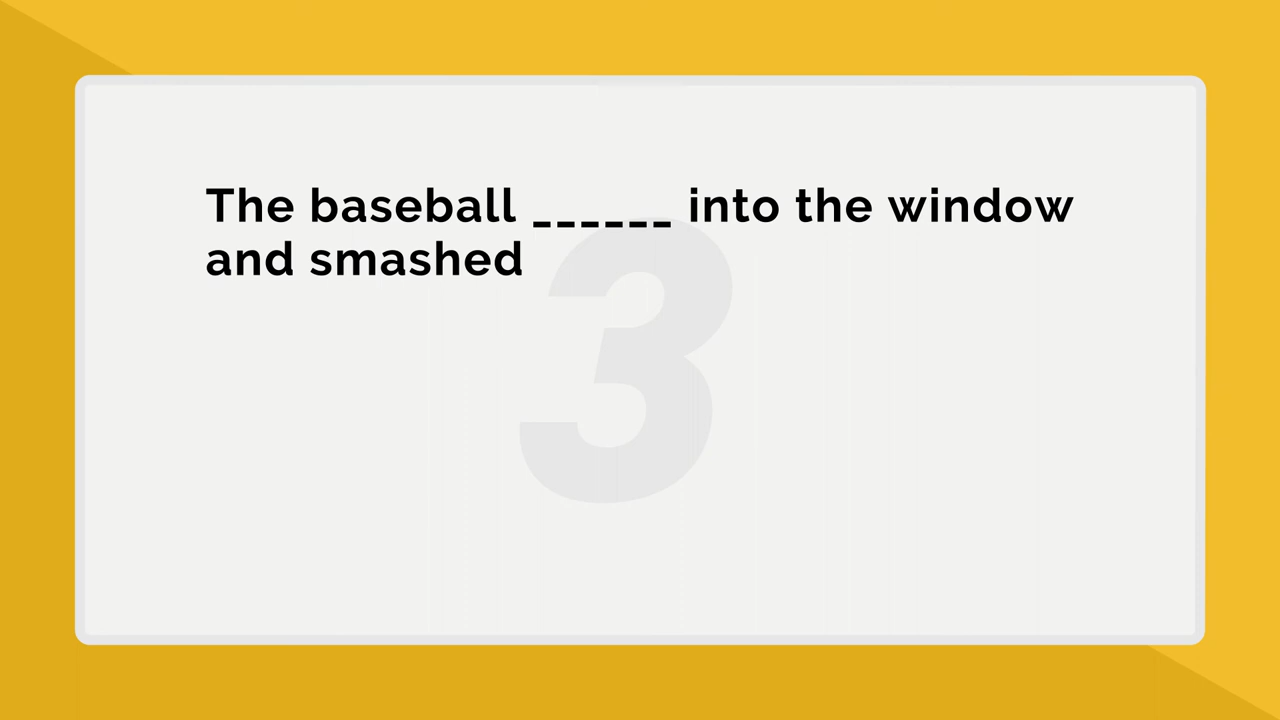 The baseball ______ into the window
and smashed
3